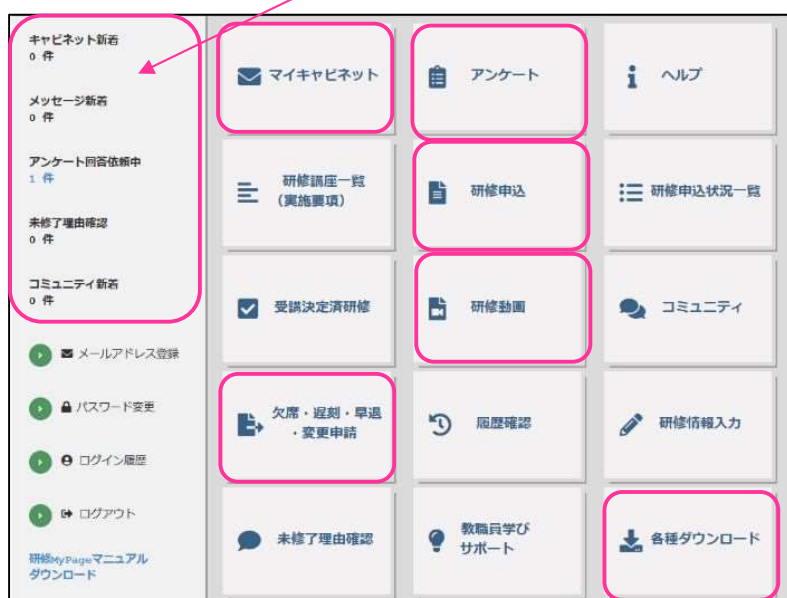 キャビネット新着
0 件
メッセージ新着
0 件
アンケート回答依頼中
1 件
未修了理由確認
0 件
コミュニティ新着
0 件
メールアドレス登録
パスワード変更
ログイン履歴
ログアウト
研修MyPageマニュアル
ダウンロード
マイキャビネット
アンケート
ヘルプ
研修講座一覧
(実施要項)
研修申込
研修申込状況一覧
受講決定済研修
研修動画
コミュニティ
欠席・遅刻・早退
・変更申請
履歴確認
研修情報入力
未修了理由確認
教職員学び
サポート
各種ダウンロード